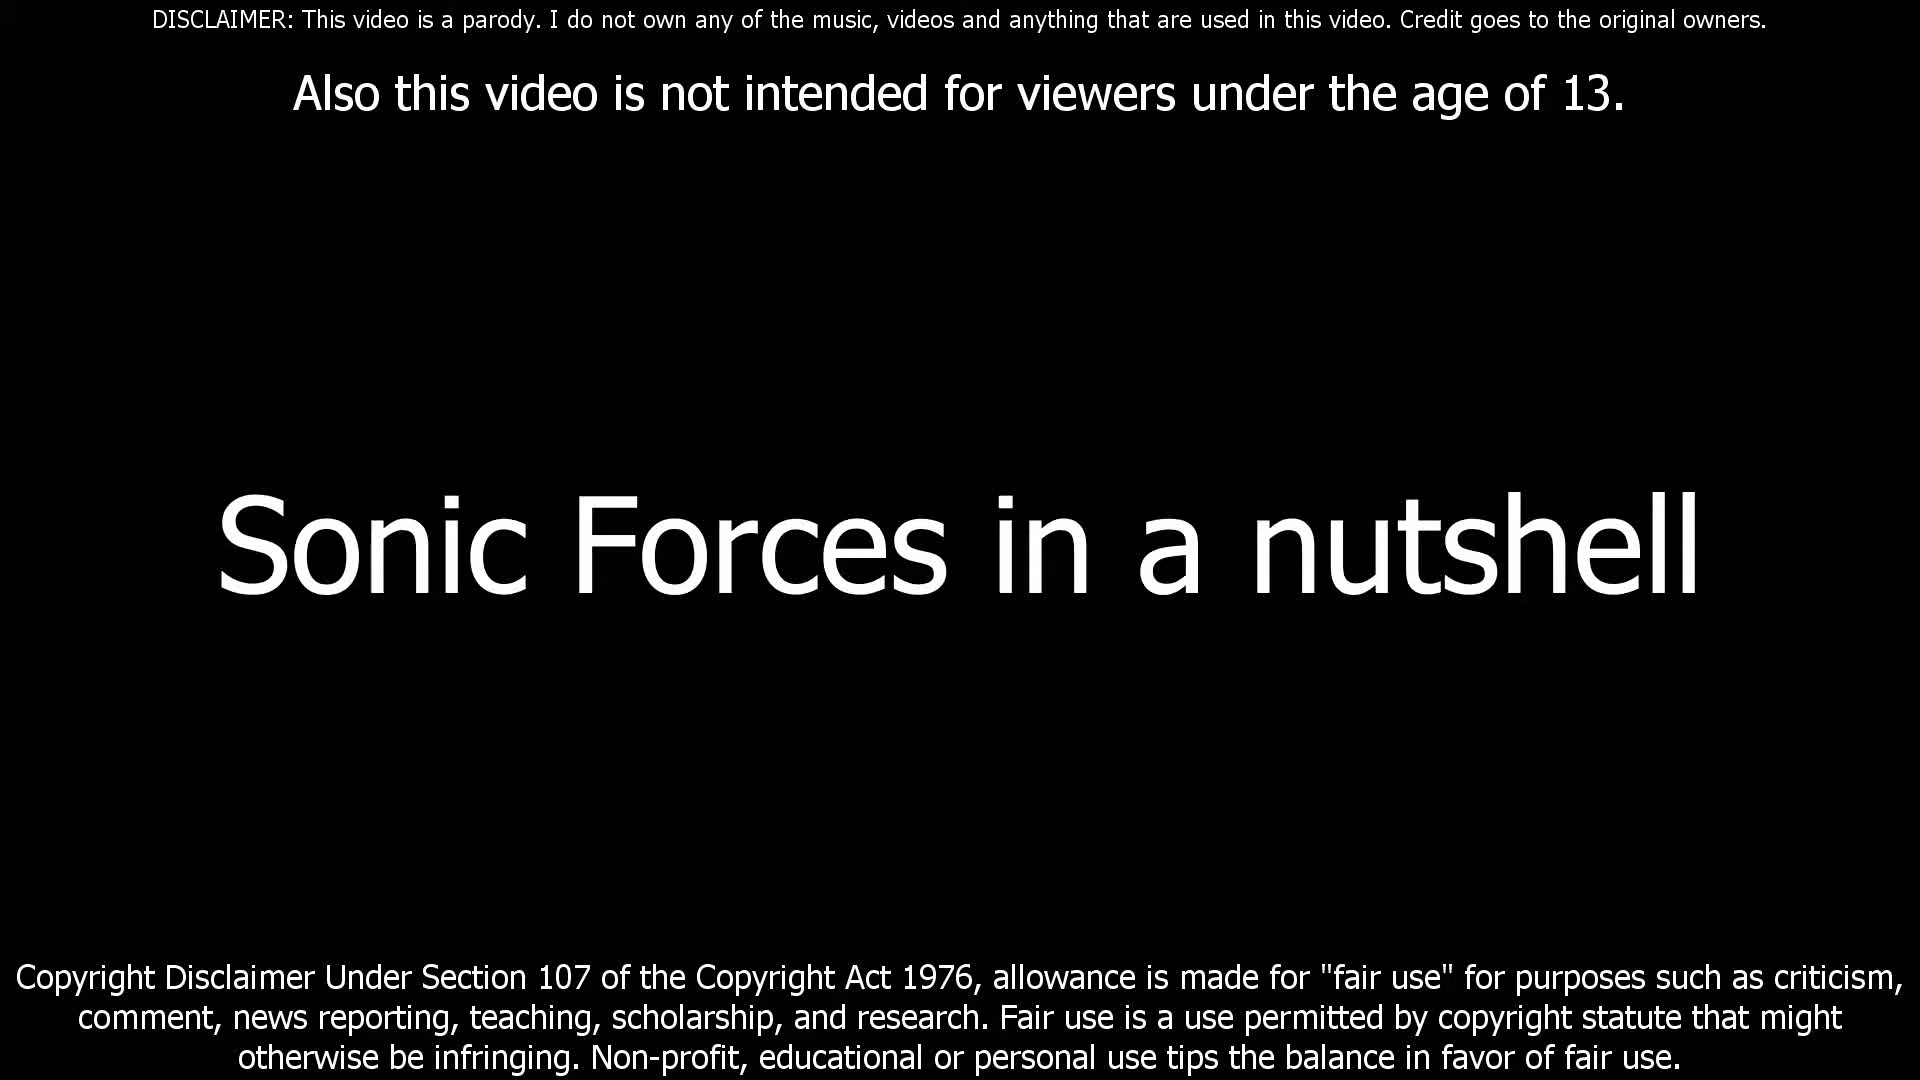 DISCLAIMER: This video is a parody. I do not own any of the music, videos and anything that are used in this video. Credit goes to the original owners.
Also this video is not intended for viewers under the age of 13.
Sonic Forces in a nutshell
Copyright Disclaimer Under Section 107 of the Copyright Act 1976, allowance is made for "fair use" for purposes such as criticism,
comment, news reporting, teaching, scholarship, and research. Fair use is a use permitted by copyright statute that might
otherwise be infringing. Non-profit, educational or personal use tips the balance in favor of fair use.